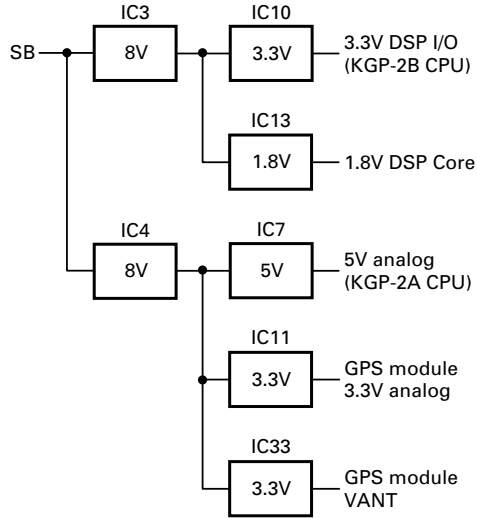 IC3
IC10
SB
8V
3.3V
3.3V DSP I/O
(KGP-2B CPU)
IC13
1.8V
1.8V DSP Core
IC4
IC7
8V
5V
5V analog
(KGP-2A CPU)
IC11
3.3V
GPS module
3.3V analog
IC33
3.3V
GPS module
VANT